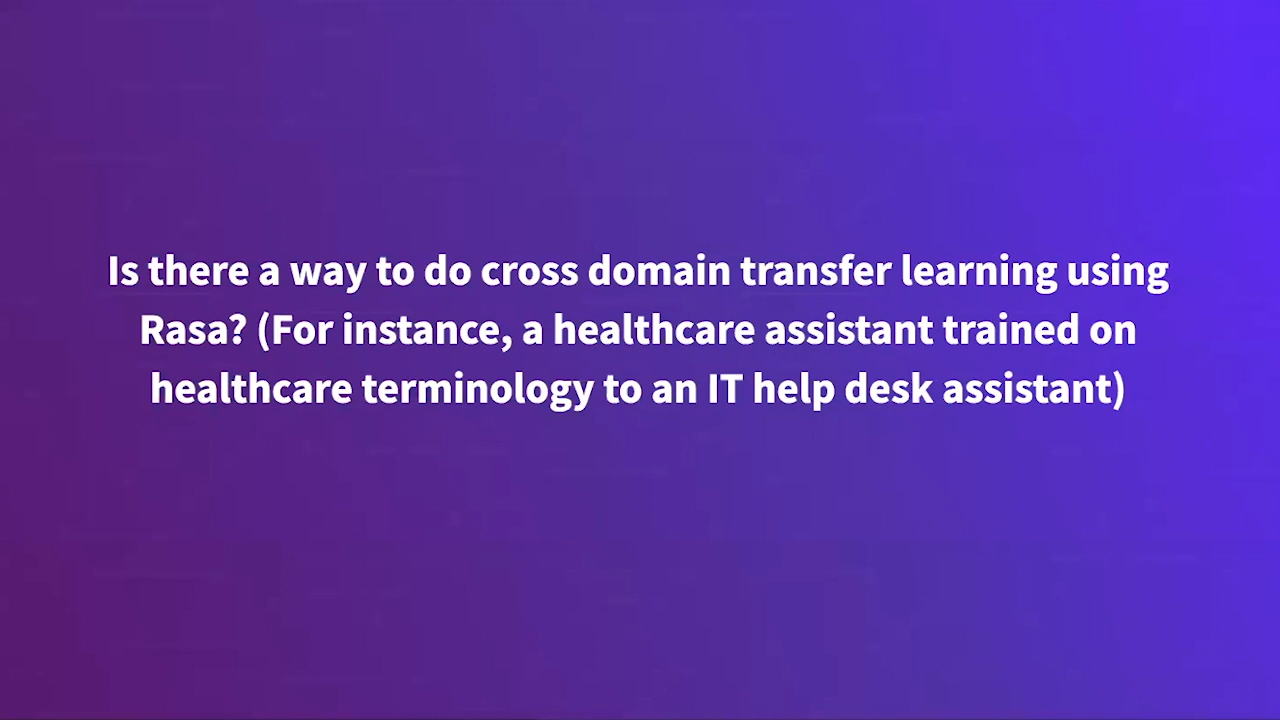 Is there a way to do cross domain transfer learning using
Rasa? (For instance, a healthcare assistant trained on
healthcare terminology to an IT help desk assistant)